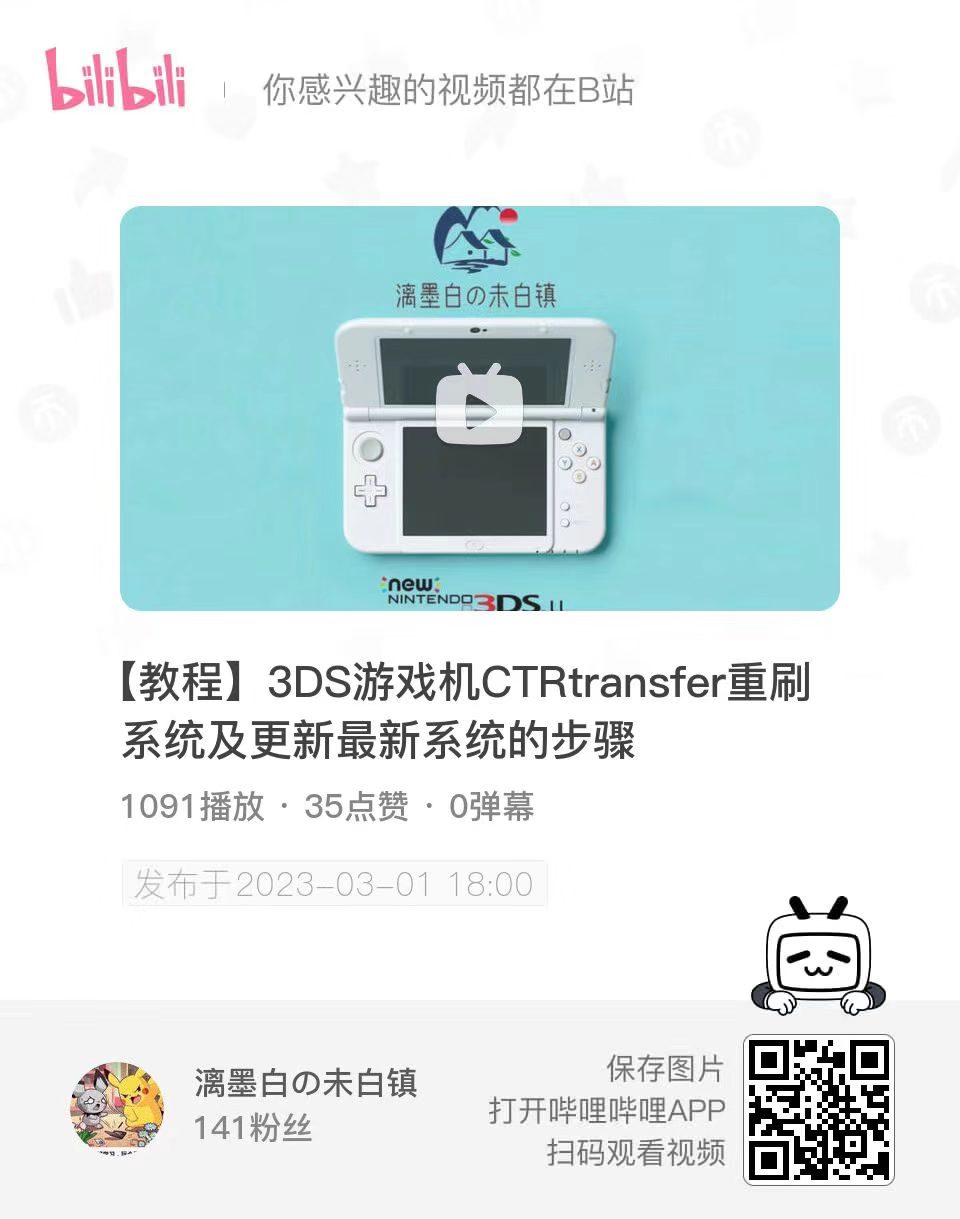 bilibili
你感兴趣的视频都在B站
漓墨白の未白镇
new
NINTENDO3DS LL
X
Y
A
B
【教程】3DS游戏机CTRtransfer重刷
系统及更新最新系统的步骤
1091播放 · 35点赞 · 0弹幕
发布于2023-03-01 18:00
漓墨白の未白镇
141粉丝
保存图片
打开哔哩哔哩APP
扫码观看视频